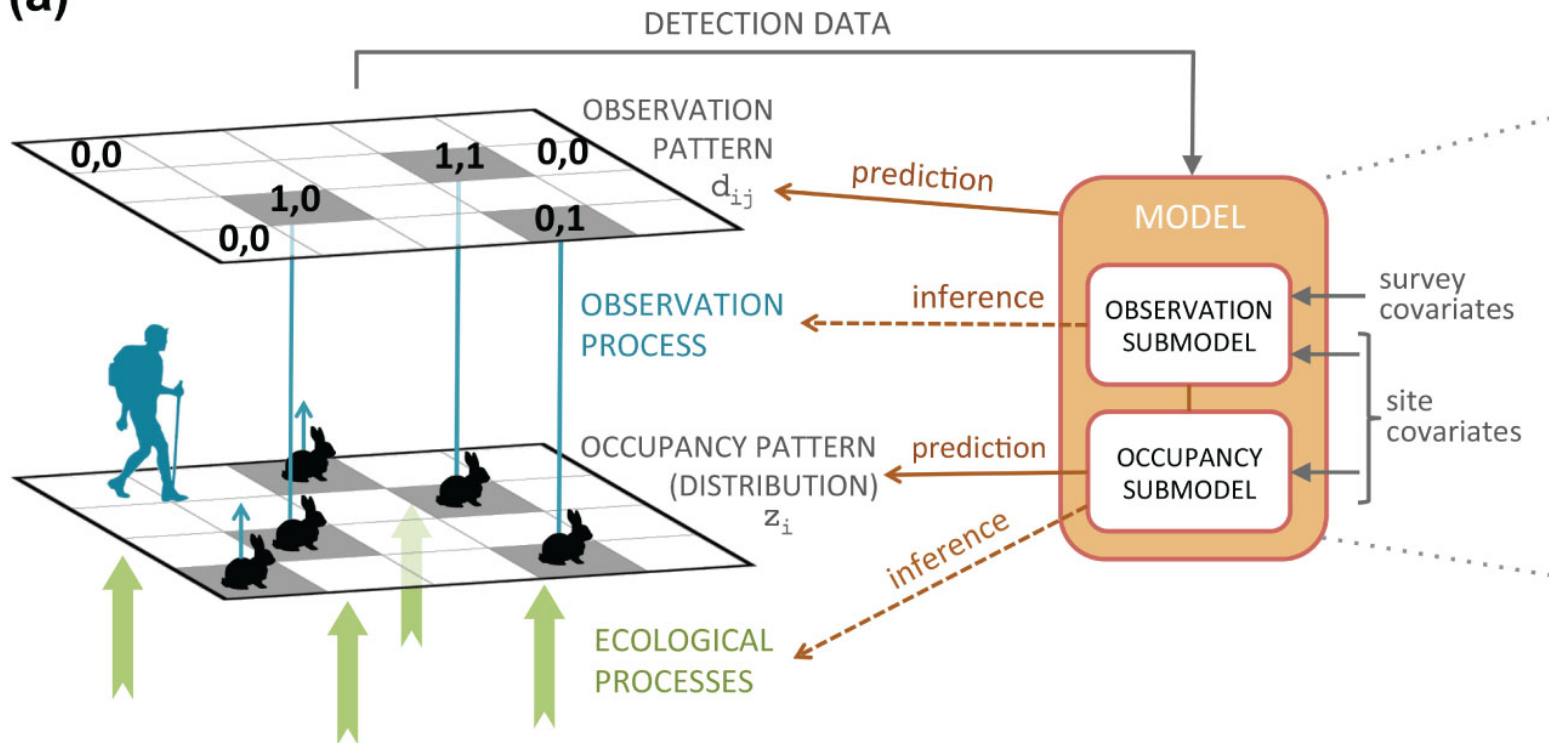 (a)
DETECTION DATA
OBSERVATION
PATTERN
d_ij
0,0
1,1
0,0
1,0
0,1
0,0
prediction
MODEL
OBSERVATION
PROCESS
inference
OBSERVATION
SUBMODEL
survey
covariates
site
covariates
OCCUPANCY PATTERN
(DISTRIBUTION)
z_i
prediction
OCCUPANCY
SUBMODEL
inference
ECOLOGICAL
PROCESSES